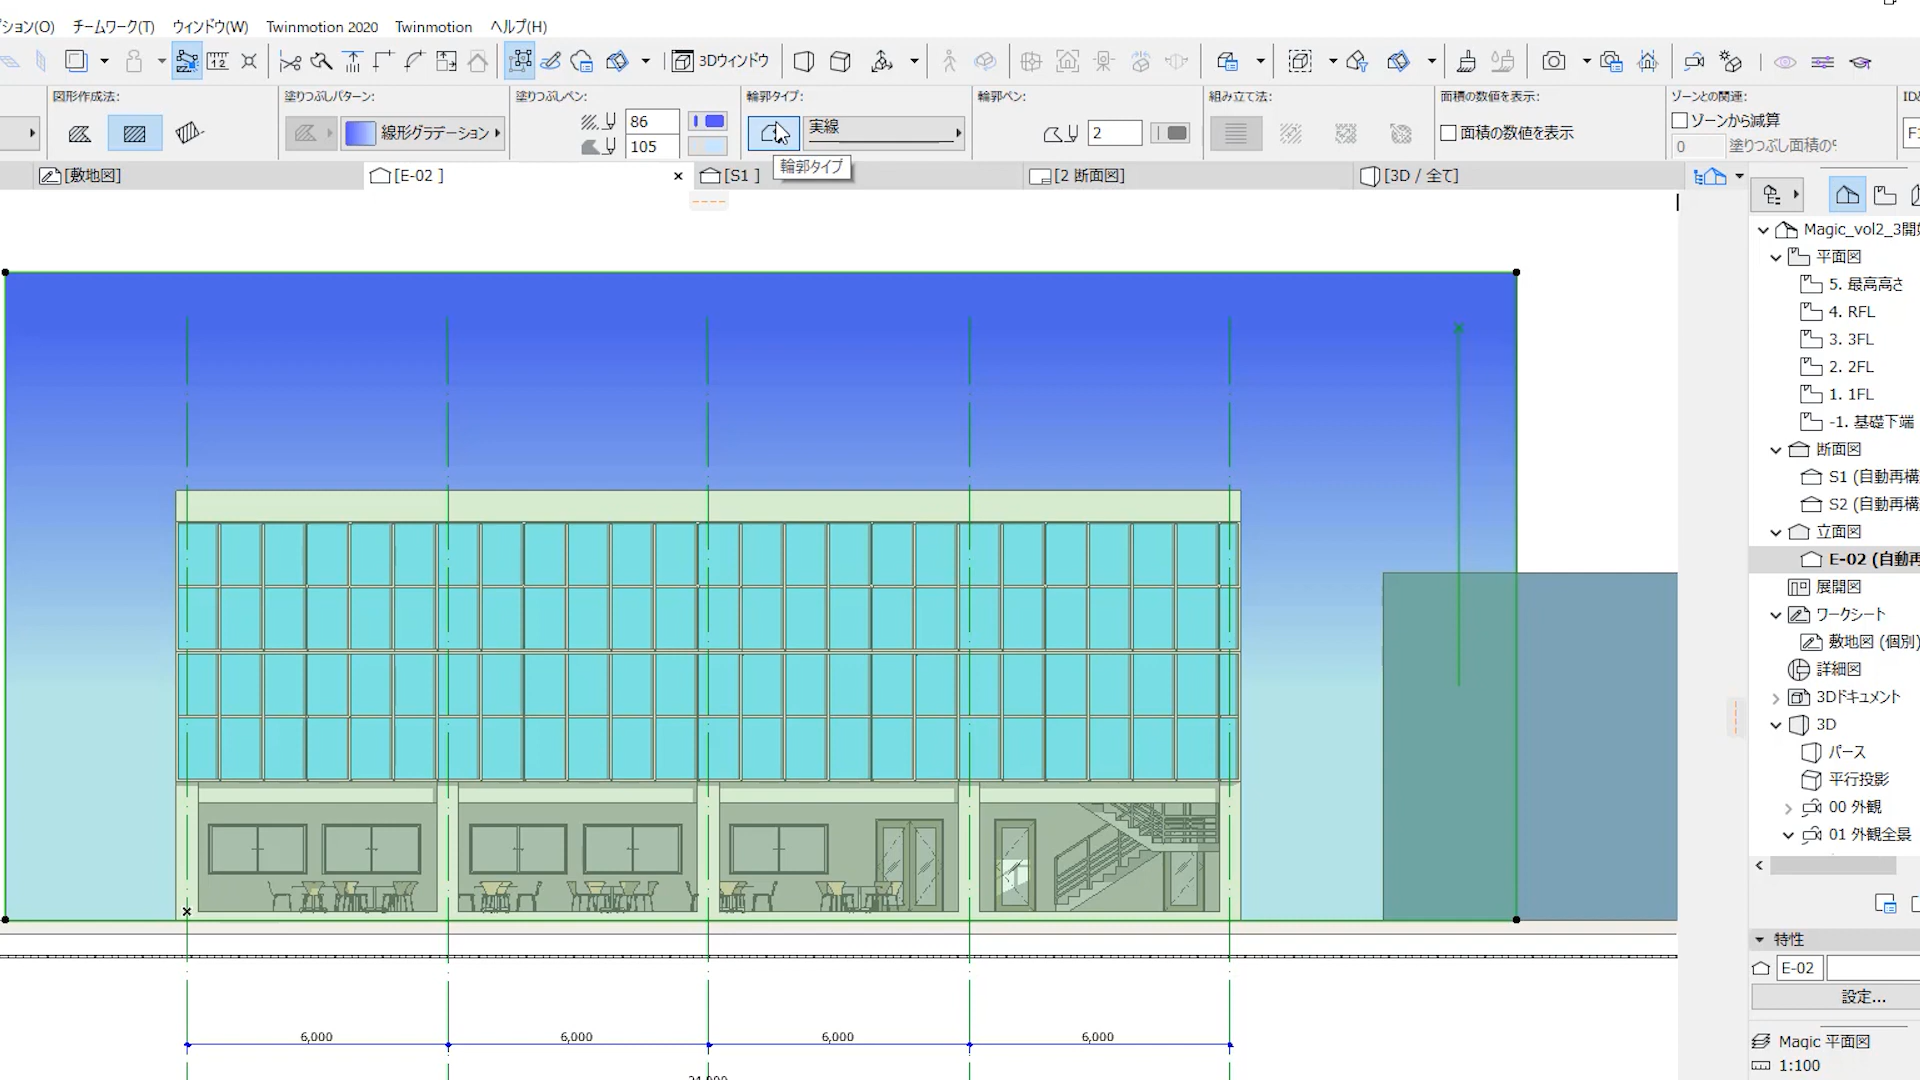 ション(O) チームワーク(T) ウィンドウ(W) Twinmotion 2020 Twinmotion ヘルプ(H)
3Dウィンドウ
図形作成法:
塗りつぶしパターン:
線形グラデーション
塗りつぶしペン:
86
105
輪郭タイプ:
実線
輪郭タイプ
輪郭ペン:
2
組み立て法:
面積の数値を表示:
面積の数値を表示
ゾーンとの関連:
ゾーンから減算
0
塗りつぶし面積の%
[敷地図]
[E-02 ]
[S1 ]
[2 断面図]
[3D / 全て]
Magic_vol2_3開
平面図
5. 最高高さ
4. RFL
3. 3FL
2. 2FL
1. 1FL
-1. 基礎下端
断面図
S1 (自動再構
S2 (自動再構
立面図
E-02 (自動再
展開図
ワークシート
敷地図 (個別)
詳細図
3Dドキュメント
3D
パース
平行投影
00 外観
01 外観全景
特性
E-02
設定...
Magic 平面図
1:100
6,000
6,000
6,000
6,000